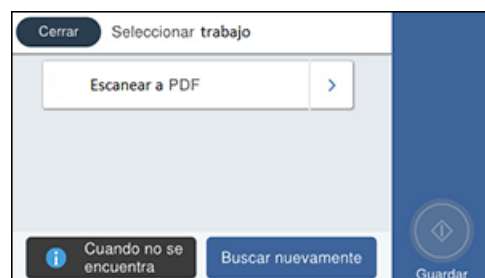 Cerrar Seleccionar trabajo
Escanear a PDF
Cuando no se
encuentra
Buscar nuevamente
Guardar